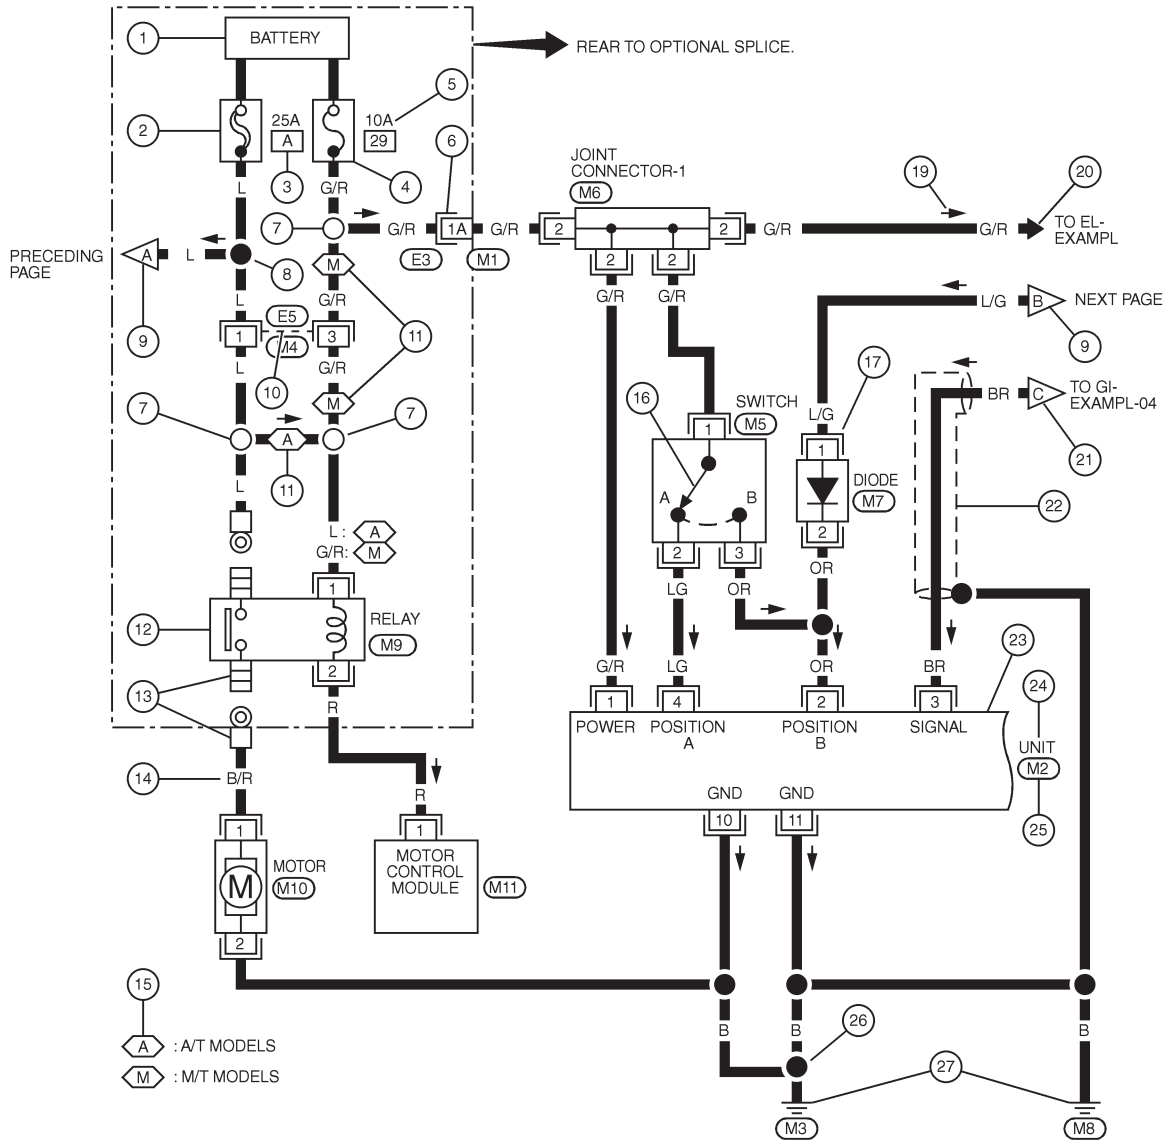 1
BATTERY
REAR TO OPTIONAL SPLICE.
5
2
25A
A
10A
29
6
3
4
L
G/R
JOINT
CONNECTOR-1
M6
19
20
7
G/R
1A
G/R
2
2
G/R
G/R
TO EL-
EXAMPL
E3
M1
PRECEDING
PAGE
A
L
8
M
2
2
L
G/R
G/R
G/R
L/G
B
NEXT PAGE
9
E5
1
3
M4
11
9
L
G/R
10
17
BR
C
TO GI-
EXAMPL-04
7
M
7
16
SWITCH
M5
L/G
1
A
1
21
L
11
A
B
DIODE
M7
22
L :
A
G/R:
M
2
3
2
OR
1
LG
OR
12
RELAY
M9
23
2
G/R
LG
OR
BR
13
R
1
4
2
3
24
POWER
POSITION
A
POSITION
B
SIGNAL
UNIT
M2
14
B/R
R
GND
GND
25
1
1
10
11
MOTOR
M10
M
MOTOR
CONTROL
MODULE
M11
2
15
26
B
B
B
A
: A/T MODELS
M
: M/T MODELS
27
M3
M8